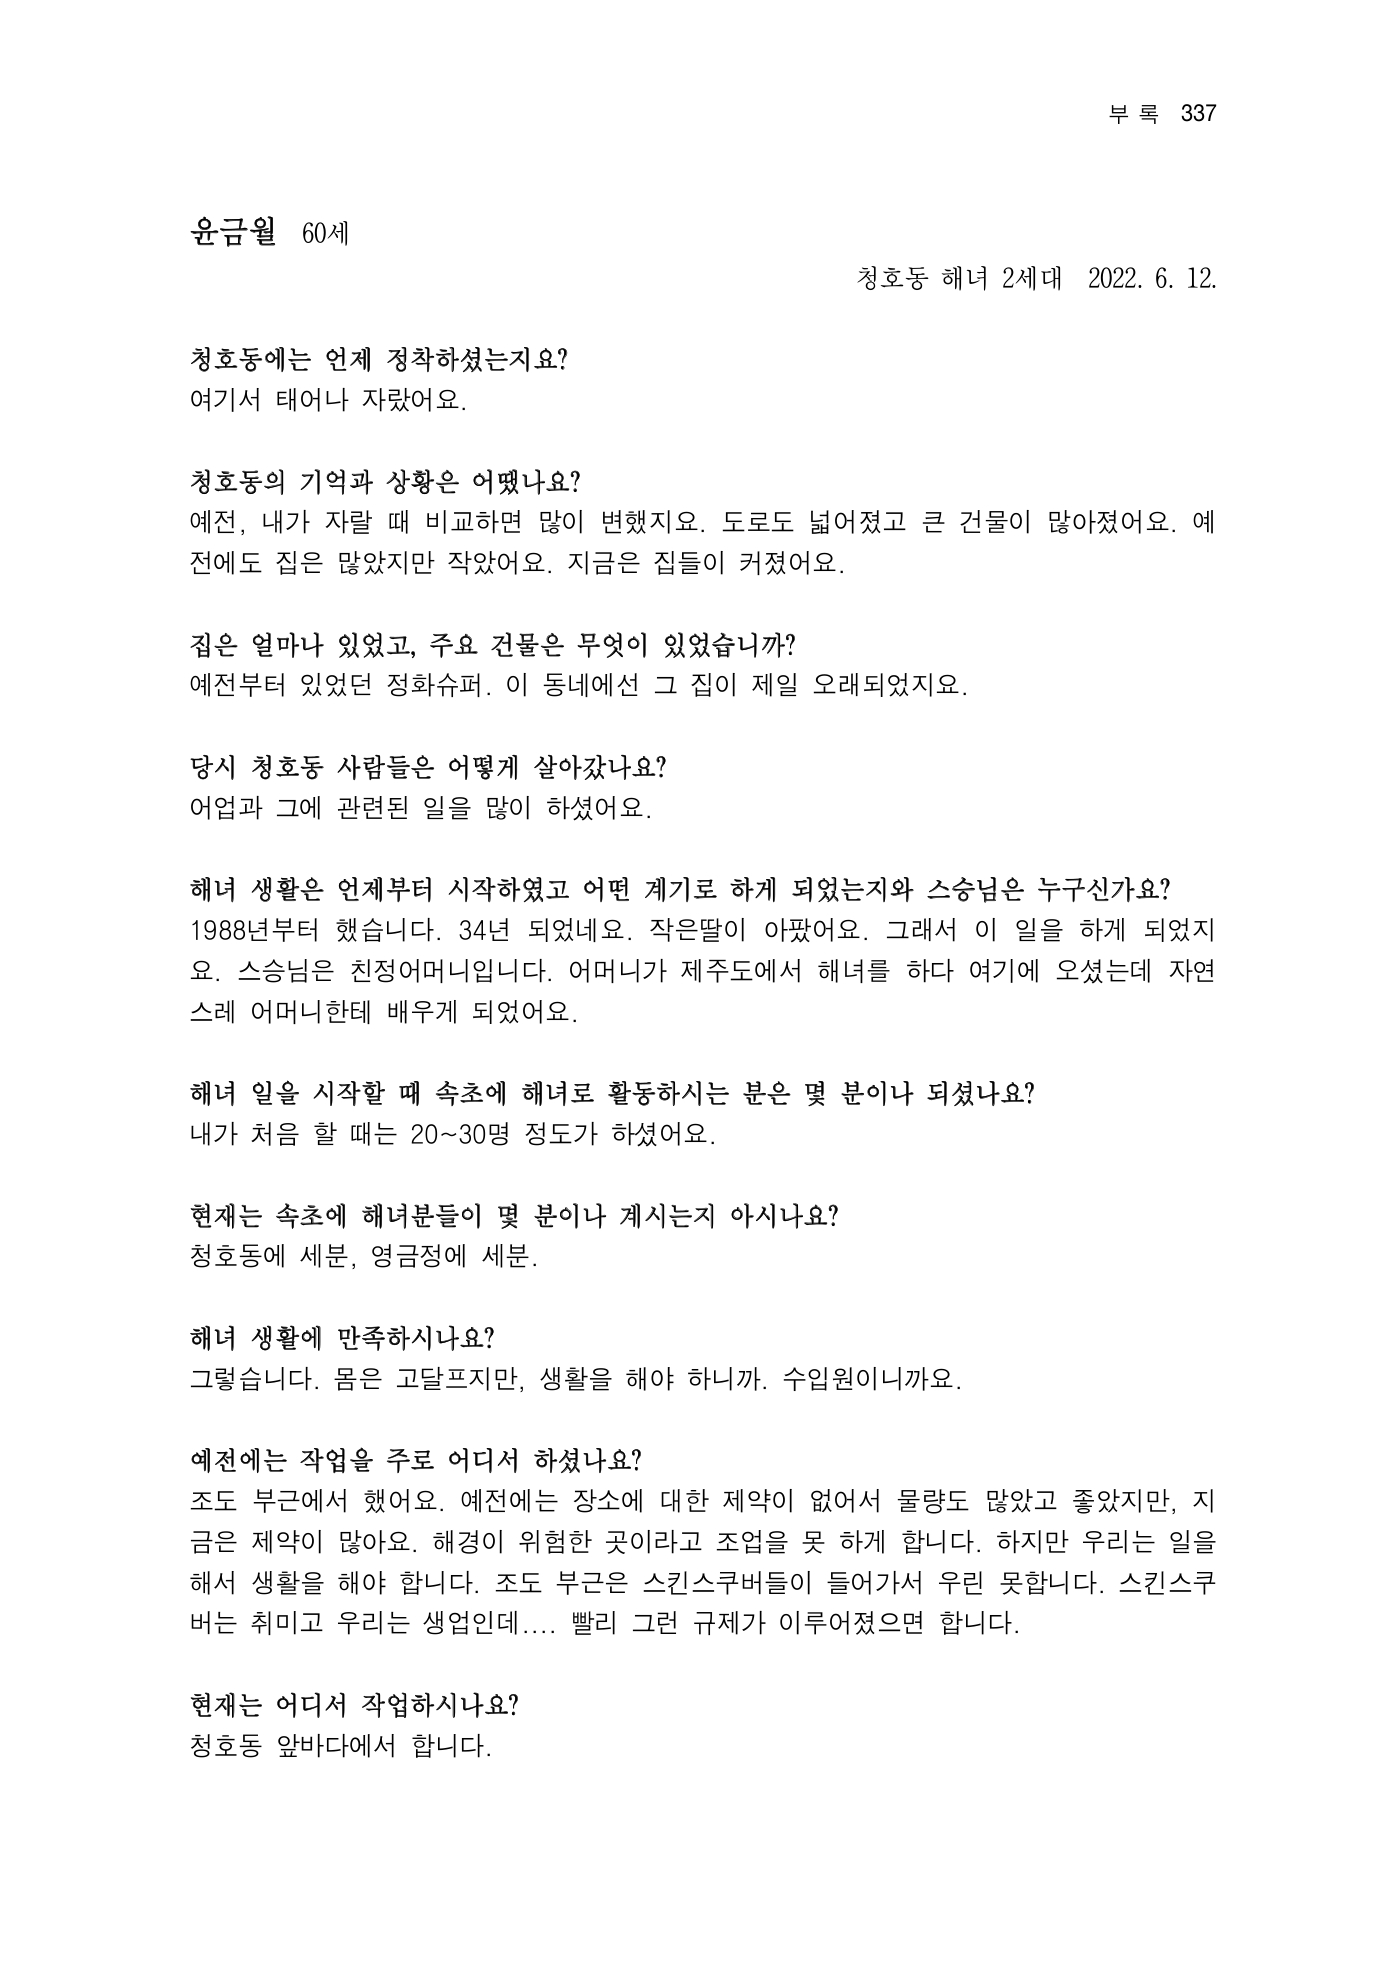 부 록 337
윤금월 60세
청호동 해녀 2세대 2022. 6. 12.
청호동에는 언제 정착하셨는지요?
여기서 태어나 자랐어요.
청호동의 기억과 상황은 어땠나요?
예전, 내가 자랄 때 비교하면 많이 변했지요. 도로도 넓어졌고 큰 건물이 많아졌어요. 예
전에도 집은 많았지만 작았어요. 지금은 집들이 커졌어요.
집은 얼마나 있었고, 주요 건물은 무엇이 있었습니까?
예전부터 있었던 정화슈퍼. 이 동네에선 그 집이 제일 오래되었지요.
당시 청호동 사람들은 어떻게 살아갔나요?
어업과 그에 관련된 일을 많이 하셨어요.
해녀 생활은 언제부터 시작하였고 어떤 계기로 하게 되었는지와 스승님은 누구신가요?
1988년부터 했습니다. 34년 되었네요. 작은딸이 아팠어요. 그래서 이 일을 하게 되었지
요. 스승님은 친정어머니입니다. 어머니가 제주도에서 해녀를 하다 여기에 오셨는데 자연
스레 어머니한테 배우게 되었어요.
해녀 일을 시작할 때 속초에 해녀로 활동하시는 분은 몇 분이나 되셨나요?
내가 처음 할 때는 20~30명 정도가 하셨어요.
현재는 속초에 해녀분들이 몇 분이나 계시는지 아시나요?
청호동에 세분, 영금정에 세분.
해녀 생활에 만족하시나요?
그렇습니다. 몸은 고달프지만, 생활을 해야 하니까. 수입원이니까요.
예전에는 작업을 주로 어디서 하셨나요?
조도 부근에서 했어요. 예전에는 장소에 대한 제약이 없어서 물량도 많았고 좋았지만, 지
금은 제약이 많아요. 해경이 위험한 곳이라고 조업을 못 하게 합니다. 하지만 우리는 일을
해서 생활을 해야 합니다. 조도 부근은 스킨스쿠버들이 들어가서 우린 못합니다. 스킨스쿠
버는 취미고 우리는 생업인데.... 빨리 그런 규제가 이루어졌으면 합니다.
현재는 어디서 작업하시나요?
청호동 앞바다에서 합니다.